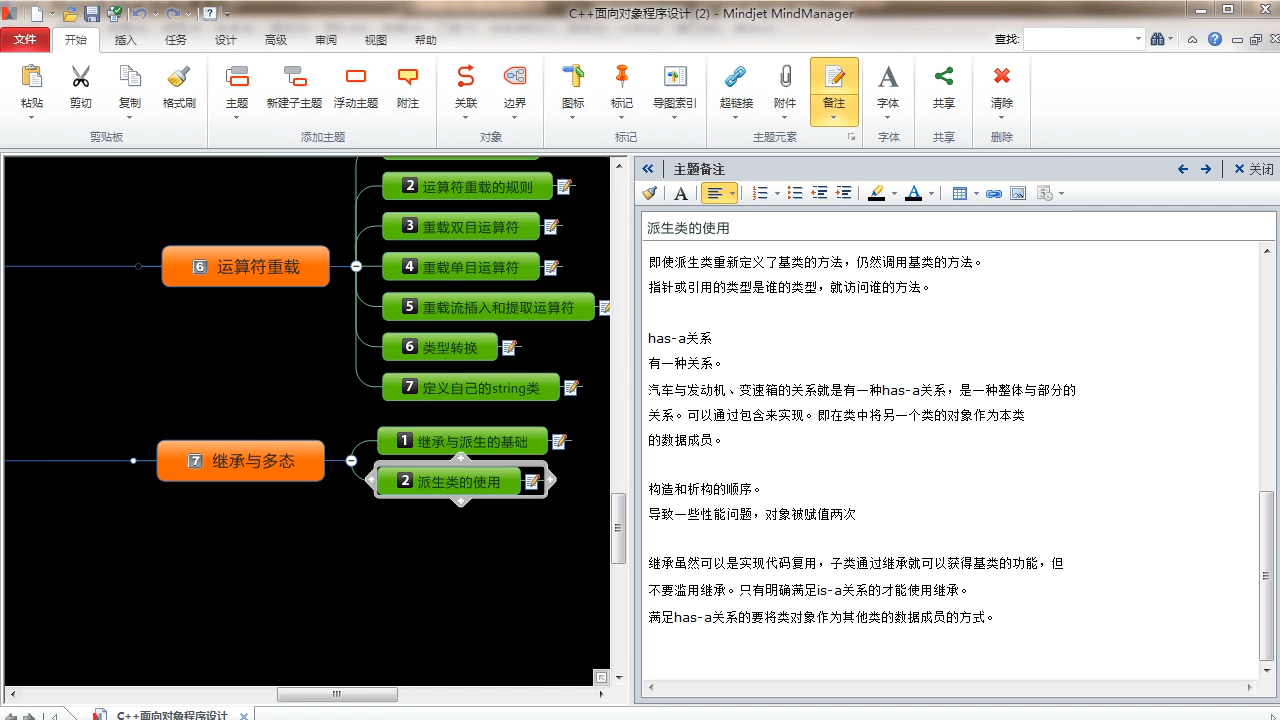 C++面向对象程序设计 (2) - Mindjet MindManager
文件 开始 插入 任务 设计 高级 审阅 视图 帮助 查找:
粘贴 剪切 复制 格式刷 主题 新建子主题 浮动主题 附注 关联 边界 图标 标记 导图索引 超链接 附件 备注 字体 共享 清除
剪贴板 添加主题 对象 标记 主题元素 字体 共享 删除
2 运算符重载的规则
3 重载双目运算符
6 运算符重载
4 重载单目运算符
5 重载流插入和提取运算符
6 类型转换
7 定义自己的string类
7 继承与多态
1 继承与派生的基础
2 派生类的使用
主题备注 关闭
派生类的使用
即使派生类重新定义了基类的方法，仍然调用基类的方法。
指针或引用的类型是谁的类型，就访问谁的方法。
has-a关系
有一种关系。
汽车与发动机、变速箱的关系就是有一种has-a关系，是一种整体与部分的
关系。可以通过包含来实现。即在类中将另一个类的对象作为本类
的数据成员。
构造和析构的顺序。
导致一些性能问题，对象被赋值两次
继承虽然可以是实现代码复用，子类通过继承就可以获得基类的功能，但
不要滥用继承。只有明确满足is-a关系的才能使用继承。
满足has-a关系的要将类对象作为其他类的数据成员的方式。
C++面向对象程序设计